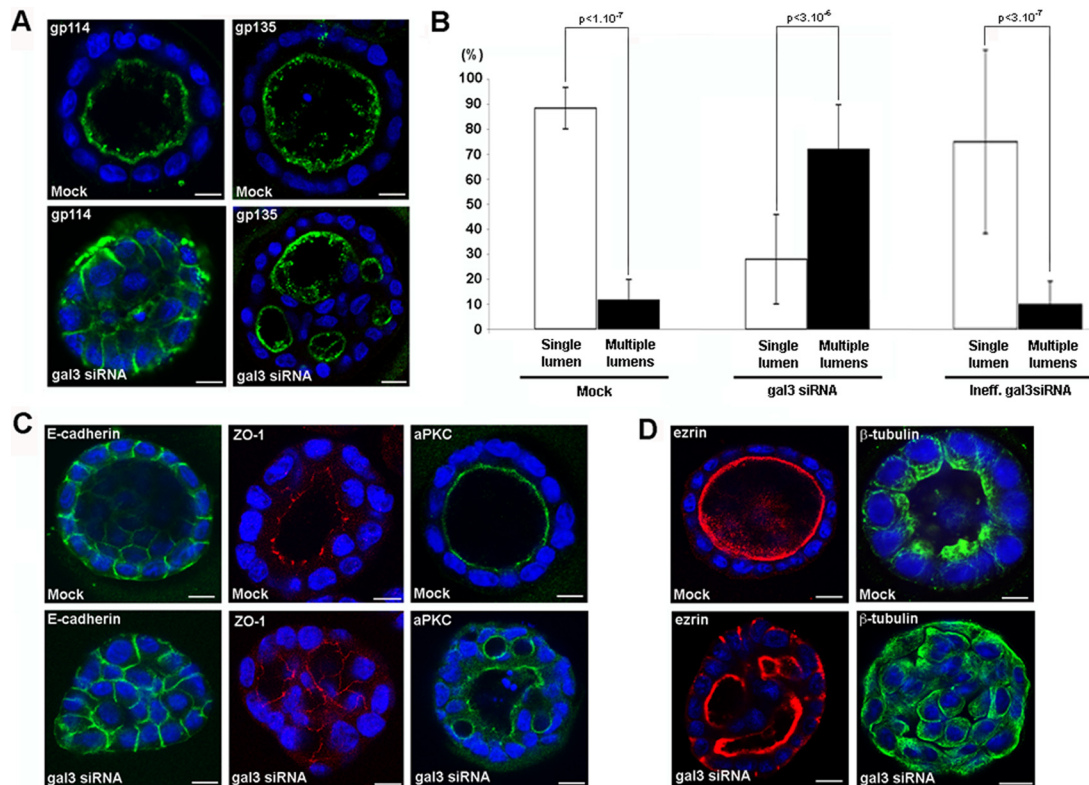 A
gp114
gp135
Mock
Mock
gp114
gp135
gal3 siRNA
gal3 siRNA
B
p<1.10-7
p<3.10-6
p<3.10-7
(%)
100
90
80
70
60
50
40
30
20
10
0
Single lumen
Multiple lumens
Single lumen
Multiple lumens
Single lumen
Multiple lumens
Mock
gal3 siRNA
Ineff. gal3siRNA
C
E-cadherin
ZO-1
aPKC
Mock
Mock
Mock
E-cadherin
ZO-1
aPKC
gal3 siRNA
gal3 siRNA
gal3 siRNA
D
ezrin
β-tubulin
Mock
Mock
ezrin
β-tubulin
gal3 siRNA
gal3 siRNA